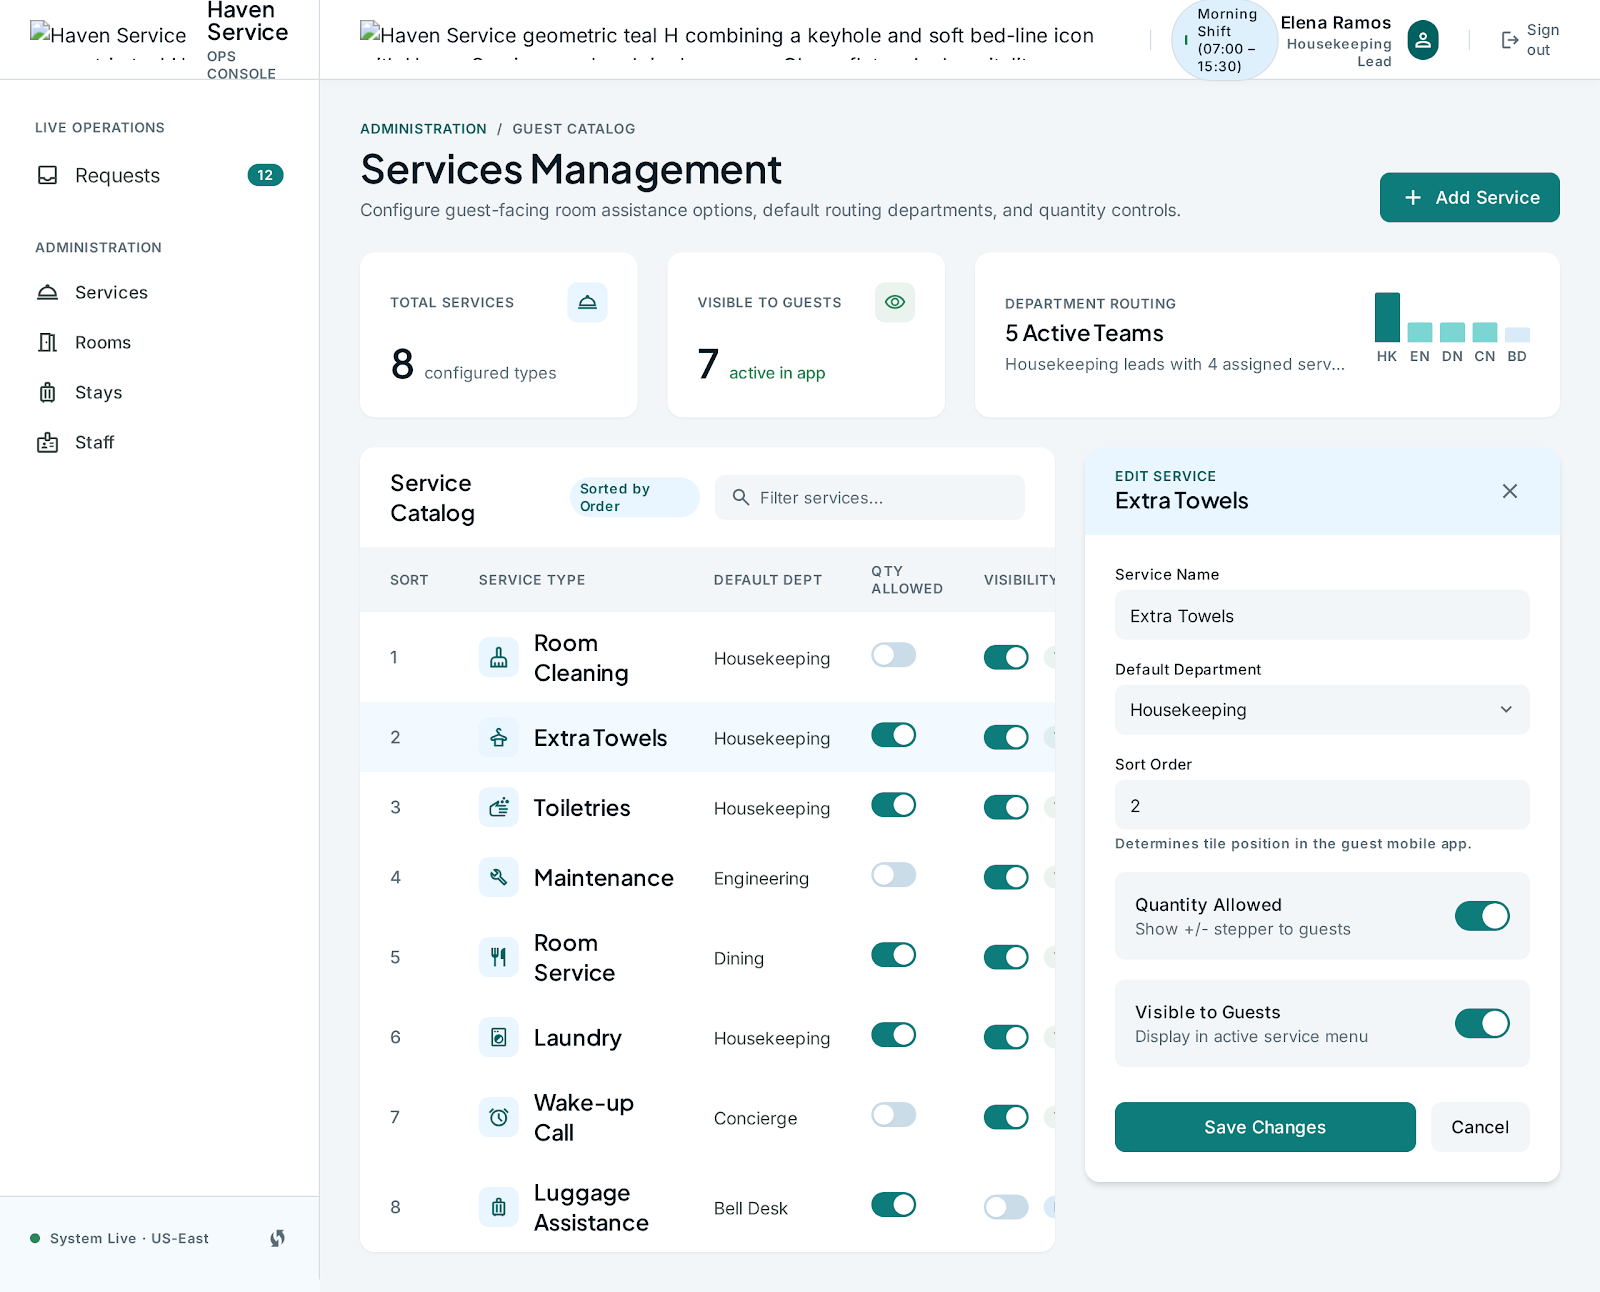 Haven Service
Haven
Service
OPS
CONSOLE
Haven Service geometric teal H combining a keyhole and soft bed-line icon
Morning
Shift
(07:00 –
15:30)
Elena Ramos
Housekeeping
Lead
Sign
out
LIVE OPERATIONS
Requests
12
ADMINISTRATION
Services
Rooms
Stays
Staff
System Live · US-East
ADMINISTRATION / GUEST CATALOG
Services Management
Configure guest-facing room assistance options, default routing departments, and quantity controls.
+ Add Service
TOTAL SERVICES
8 configured types
VISIBLE TO GUESTS
7 active in app
DEPARTMENT ROUTING
5 Active Teams
Housekeeping leads with 4 assigned serv...
HK EN DN CN BD
Service
Catalog
Sorted by
Order
Filter services...
SORT SERVICE TYPE DEFAULT DEPT QTY ALLOWED VISIBILITY
1 Room Cleaning Housekeeping
2 Extra Towels Housekeeping
3 Toiletries Housekeeping
4 Maintenance Engineering
5 Room Service Dining
6 Laundry Housekeeping
7 Wake-up Call Concierge
8 Luggage Assistance Bell Desk
EDIT SERVICE
Extra Towels
Service Name
Extra Towels
Default Department
Housekeeping
Sort Order
2
Determines tile position in the guest mobile app.
Quantity Allowed
Show +/- stepper to guests
Visible to Guests
Display in active service menu
Save Changes
Cancel